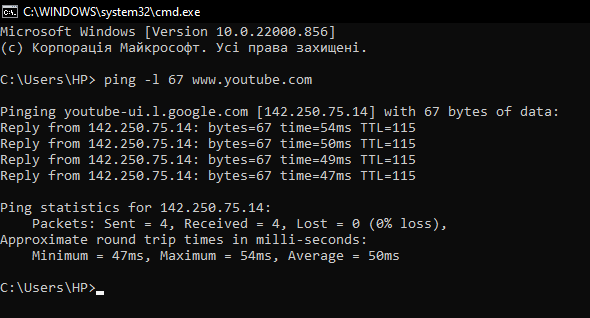 C:\WINDOWS\system32\cmd.exe
Microsoft Windows [Version 10.0.22000.856]
(c) Корпорація Майкрософт. Усі права захищені.
C:\Users\HP> ping -l 67 www.youtube.com
Pinging youtube-ui.l.google.com [142.250.75.14] with 67 bytes of data:
Reply from 142.250.75.14: bytes=67 time=54ms TTL=115
Reply from 142.250.75.14: bytes=67 time=50ms TTL=115
Reply from 142.250.75.14: bytes=67 time=49ms TTL=115
Reply from 142.250.75.14: bytes=67 time=47ms TTL=115
Ping statistics for 142.250.75.14:
Packets: Sent = 4, Received = 4, Lost = 0 (0% loss),
Approximate round trip times in milli-seconds:
Minimum = 47ms, Maximum = 54ms, Average = 50ms
C:\Users\HP>